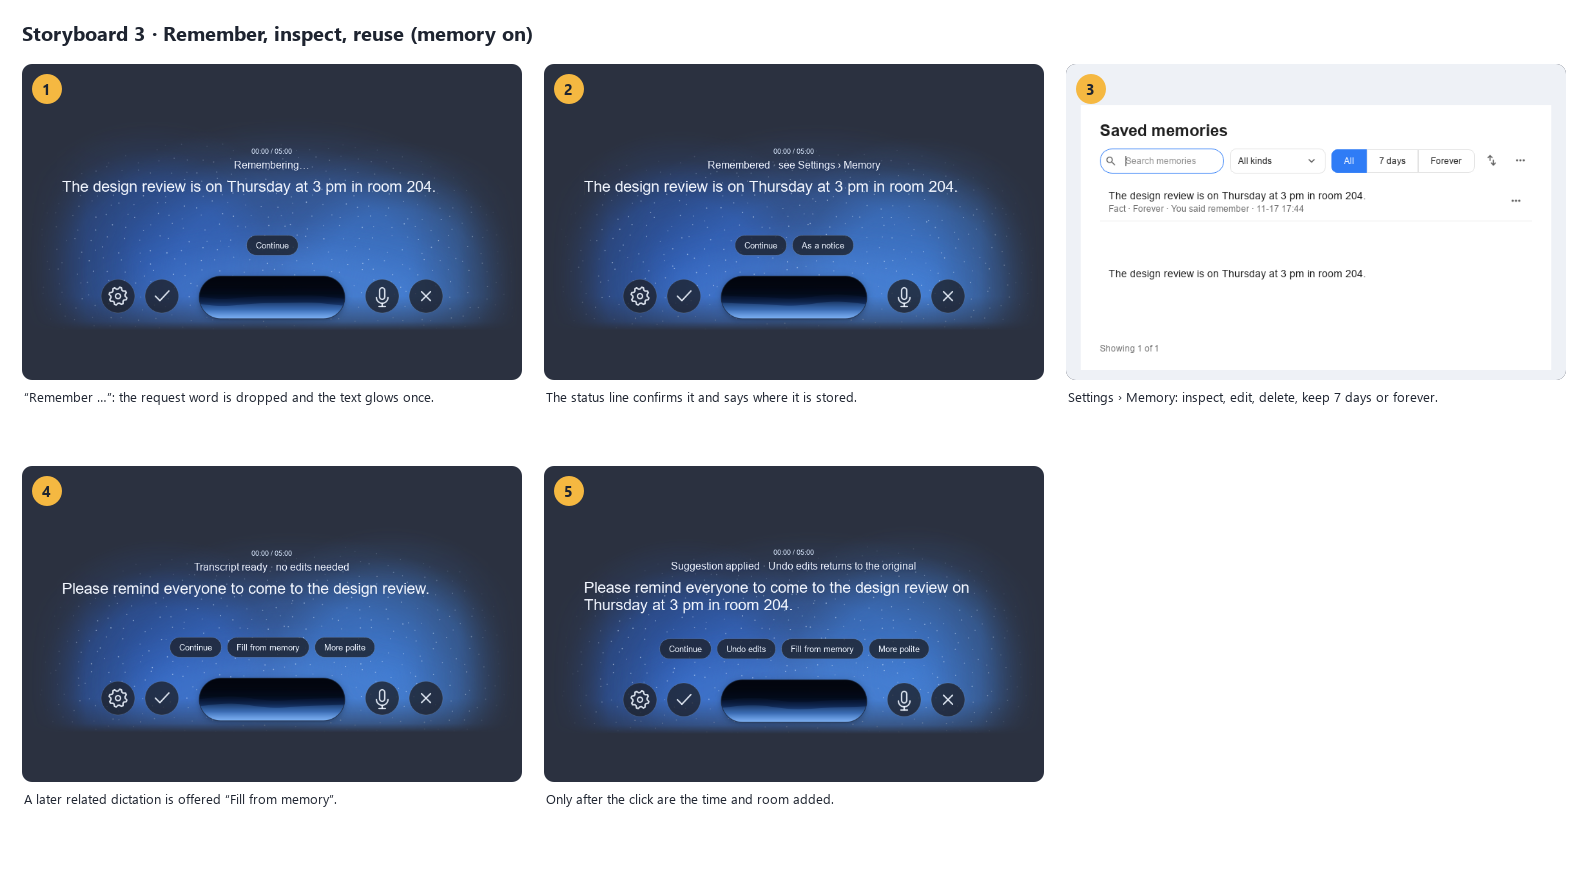 Storyboard 3 · Remember, inspect, reuse (memory on)
1
00:00 / 05:00
Remembering...
The design review is on Thursday at 3 pm in room 204.
Continue
“Remember ...”: the request word is dropped and the text glows once.
2
00:00 / 05:00
Remembered · see Settings › Memory
The design review is on Thursday at 3 pm in room 204.
Continue
As a notice
The status line confirms it and says where it is stored.
3
Saved memories
Search memories
All kinds
All
7 days
Forever
The design review is on Thursday at 3 pm in room 204.
Fact · Forever · You said remember · 11-17 17:44
The design review is on Thursday at 3 pm in room 204.
Showing 1 of 1
Settings › Memory: inspect, edit, delete, keep 7 days or forever.
4
00:00 / 05:00
Transcript ready · no edits needed
Please remind everyone to come to the design review.
Continue
Fill from memory
More polite
A later related dictation is offered “Fill from memory”.
5
00:00 / 05:00
Suggestion applied · Undo edits returns to the original
Please remind everyone to come to the design review on
Thursday at 3 pm in room 204.
Continue
Undo edits
Fill from memory
More polite
Only after the click are the time and room added.